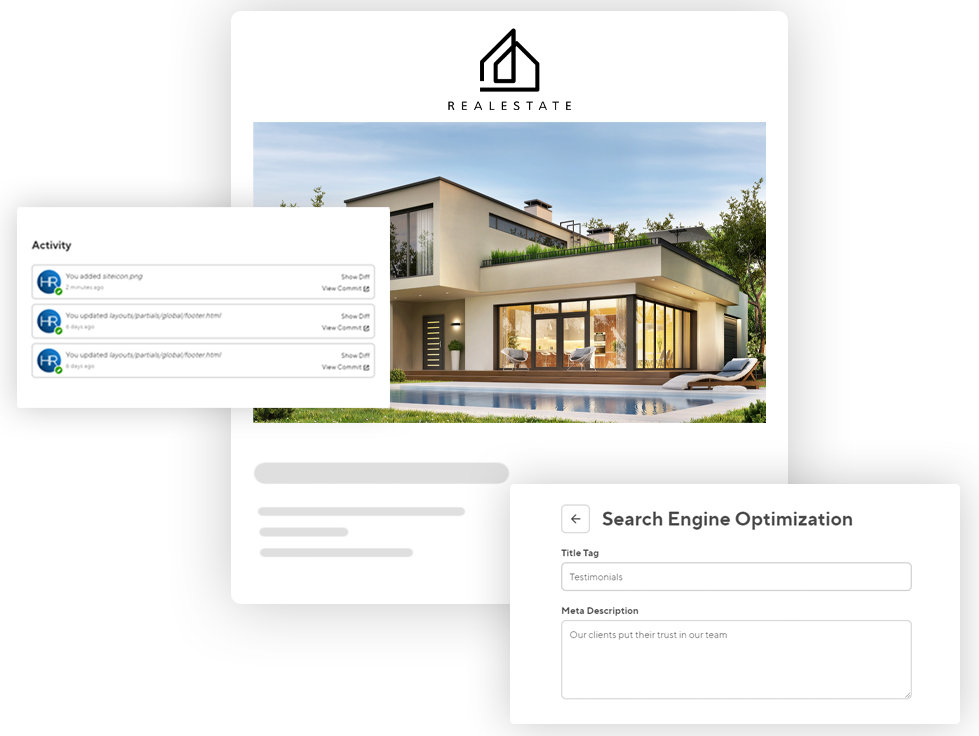 REALESTATE
Activity
HR
You added siteicon.png
Show Diff
2 minutes ago
View Commit
HR
You updated layouts/partials/global/footer.html
Show Diff
6 days ago
View Commit
HR
You updated layouts/partials/global/footer.html
Show Diff
6 days ago
View Commit
Search Engine Optimization
Title Tag
Testimonials
Meta Description
Our clients put their trust in our team